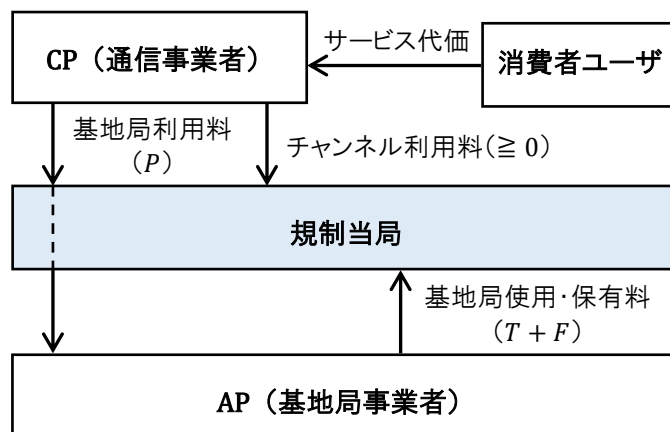 サービス代価
CP（通信事業者）
消費者ユーザ
基地局利用料
（P）
チャンネル利用料(≧ 0)
規制当局
基地局使用･保有料
（T + F）
AP（基地局事業者）